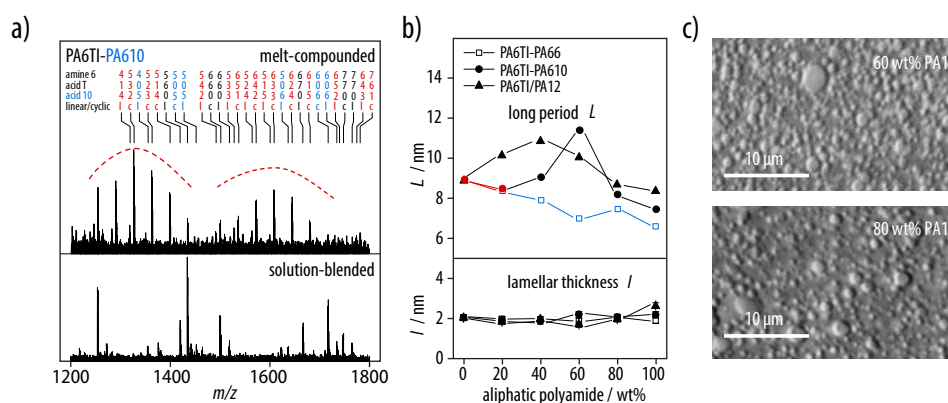 a)
PA6TI-PA610 melt-compounded
amine 6
acid T
acid 10
linear/cyclic
solution-blended
1200 1400 1600 1800
m/z
b)
PA6TI-PA66
PA6TI-PA610
PA6TI/PA12
long period L
16
14
12
10
8
6
L / nm
lamellar thickness l
4
2
0
l / nm
0 20 40 60 80 100
aliphatic polyamide / wt%
c)
60 wt% PA1
10 µm
80 wt% PA1
10 µm